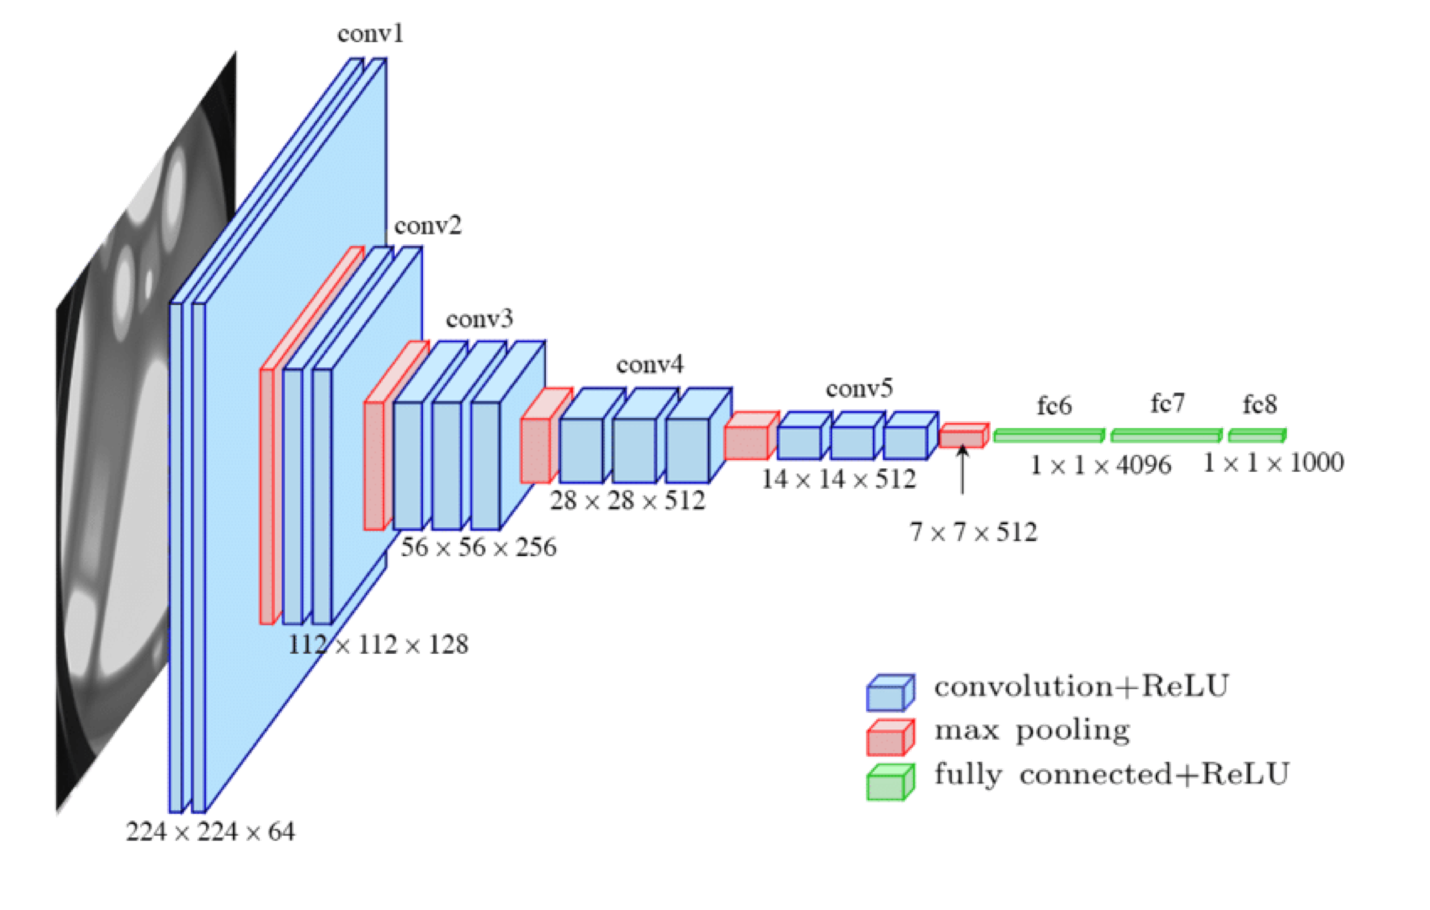 conv1
conv2
conv3
conv4
conv5
fc6
fc7
fc8
224 × 224 × 64
112 × 112 × 128
56 × 56 × 256
28 × 28 × 512
14 × 14 × 512
7 × 7 × 512
1 × 1 × 4096
1 × 1 × 1000
convolution+ReLU
max pooling
fully connected+ReLU